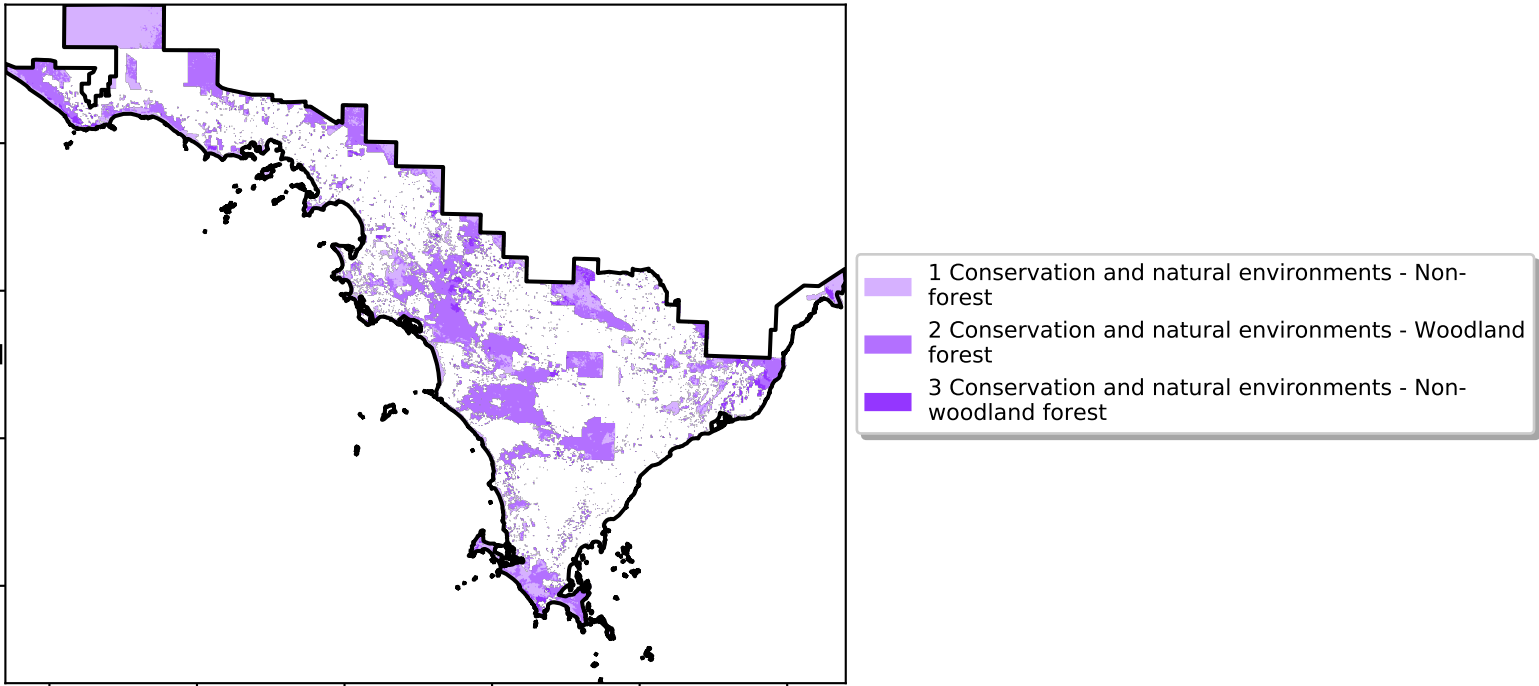 1 Conservation and natural environments - Non-
forest
2 Conservation and natural environments - Woodland
forest
3 Conservation and natural environments - Non-
woodland forest